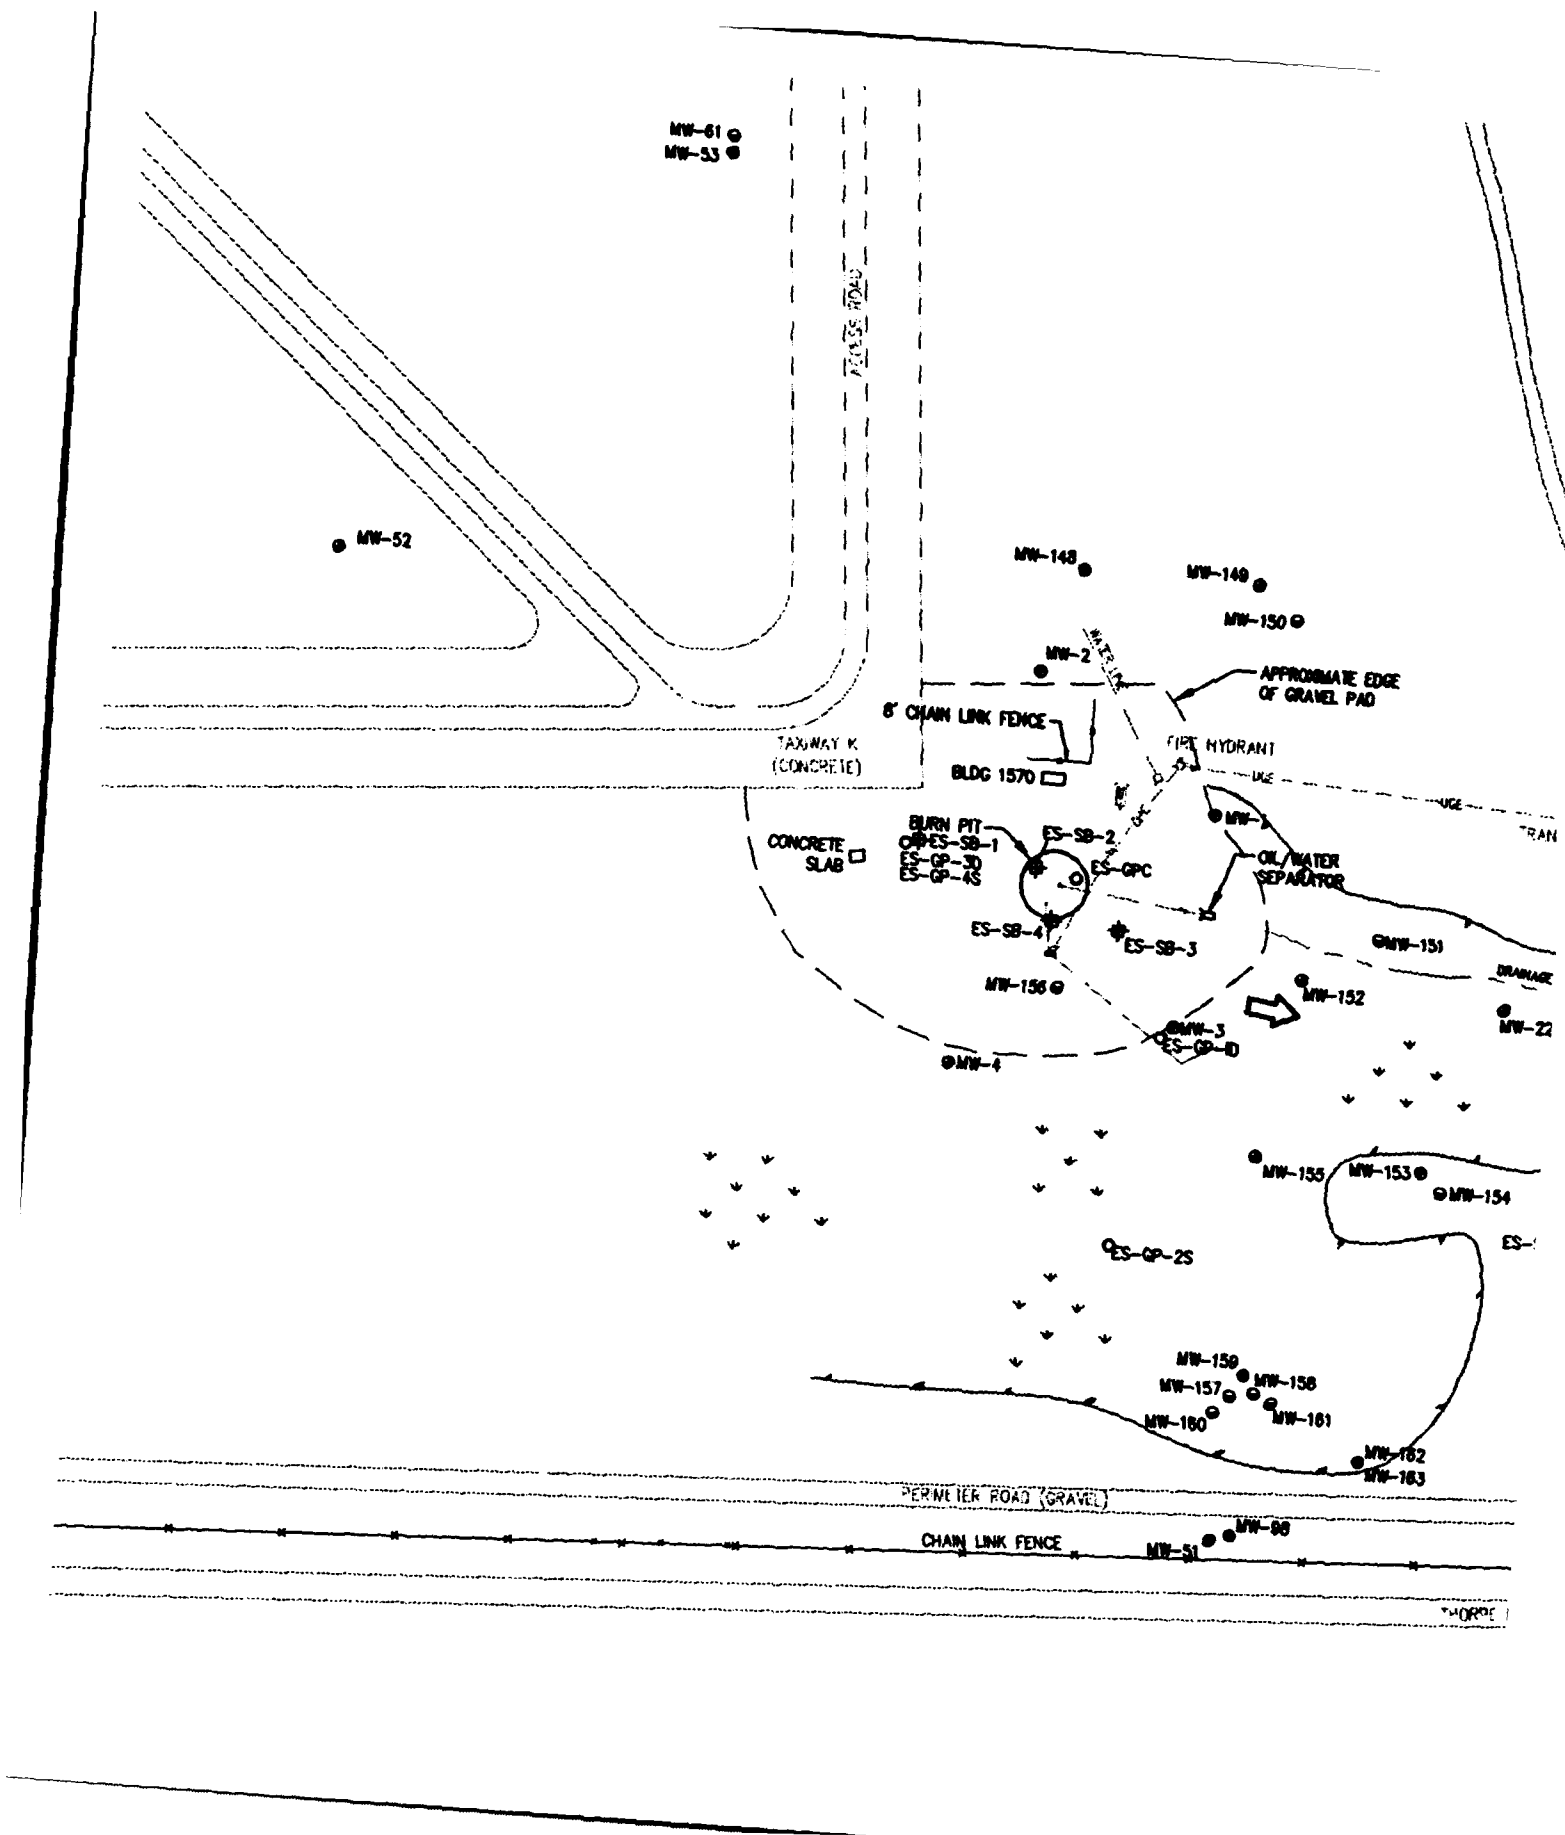 MW-61
MW-53
ACCESS ROAD
MW-52
MW-148
MW-149
MW-150
MW-2
APPROXIMATE EDGE
OF GRAVEL PAD
8' CHAIN LINK FENCE
TAXIWAY K
(CONCRETE)
FIRE HYDRANT
BLDG 1570
UGE
UGE
TRAN
BURN PIT
ES-SB-2
CONCRETE
SLAB
ES-SB-1
ES-GP-3D
ES-GP-4S
ES-GPC
OIL WATER
SEPARATOR
ES-SB-4
ES-SB-3
MW-151
MW-156
MW-152
DRAINAGE
MW-22
MW-3
ES-GP-1D
MW-4
MW-155
MW-153
MW-154
ES-GP-2S
ES-
MW-159
MW-158
MW-157
MW-160
MW-161
MW-162
MW-163
PERIMETER ROAD (GRAVEL)
CHAIN LINK FENCE
MW-51
THORPE